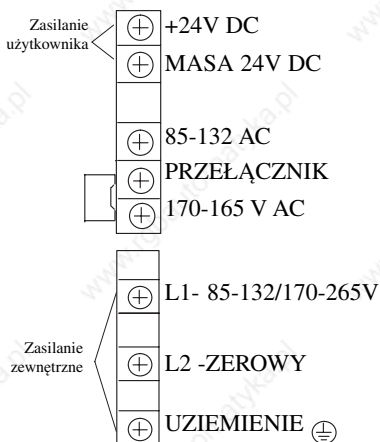 Zasilanie
użytkownika
+24V DC
MASA 24V DC
85-132 AC
PRZEŁĄCZNIK
170-165 V AC
L1- 85-132/170-265V
Zasilanie
zewnętrzne
L2 -ZEROWY
UZIEMIENIE